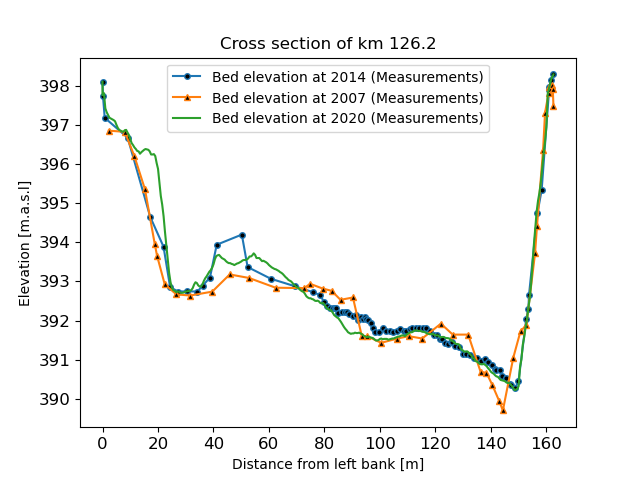 Cross section of km 126.2
Bed elevation at 2014 (Measurements)
Bed elevation at 2007 (Measurements)
Bed elevation at 2020 (Measurements)
Elevation [m.a.s.l]
398
397
396
395
394
393
392
391
390
0 20 40 60 80 100 120 140 160
Distance from left bank [m]